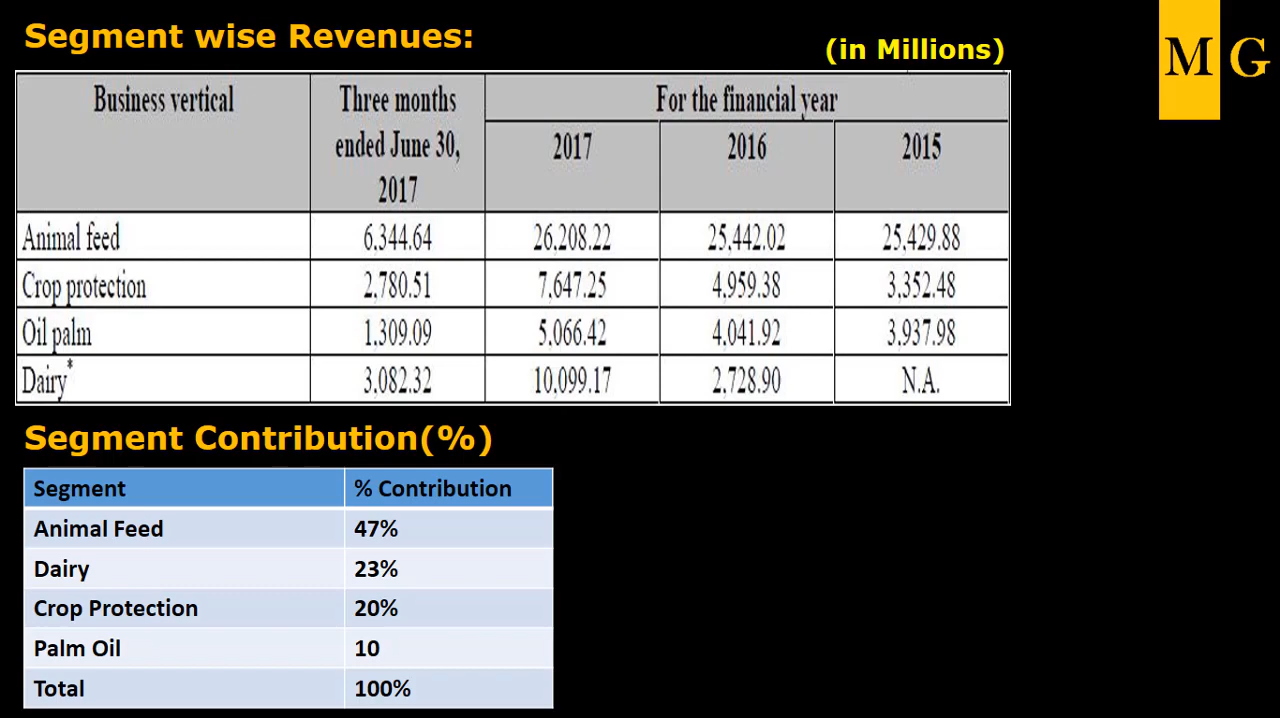 Segment wise Revenues:
(in Millions)
M G
Business vertical Three months ended June 30, 2017 For the financial year
2017 2016 2015
Animal feed 6,344.64 26,208.22 25,442.02 25,429.88
Crop protection 2,780.51 7,647.25 4,959.38 3,352.48
Oil palm 1,309.09 5,066.42 4,041.92 3,937.98
Dairy* 3,082.32 10,099.17 2,728.90 N.A.
Segment Contribution(%)
Segment % Contribution
Animal Feed 47%
Dairy 23%
Crop Protection 20%
Palm Oil 10
Total 100%